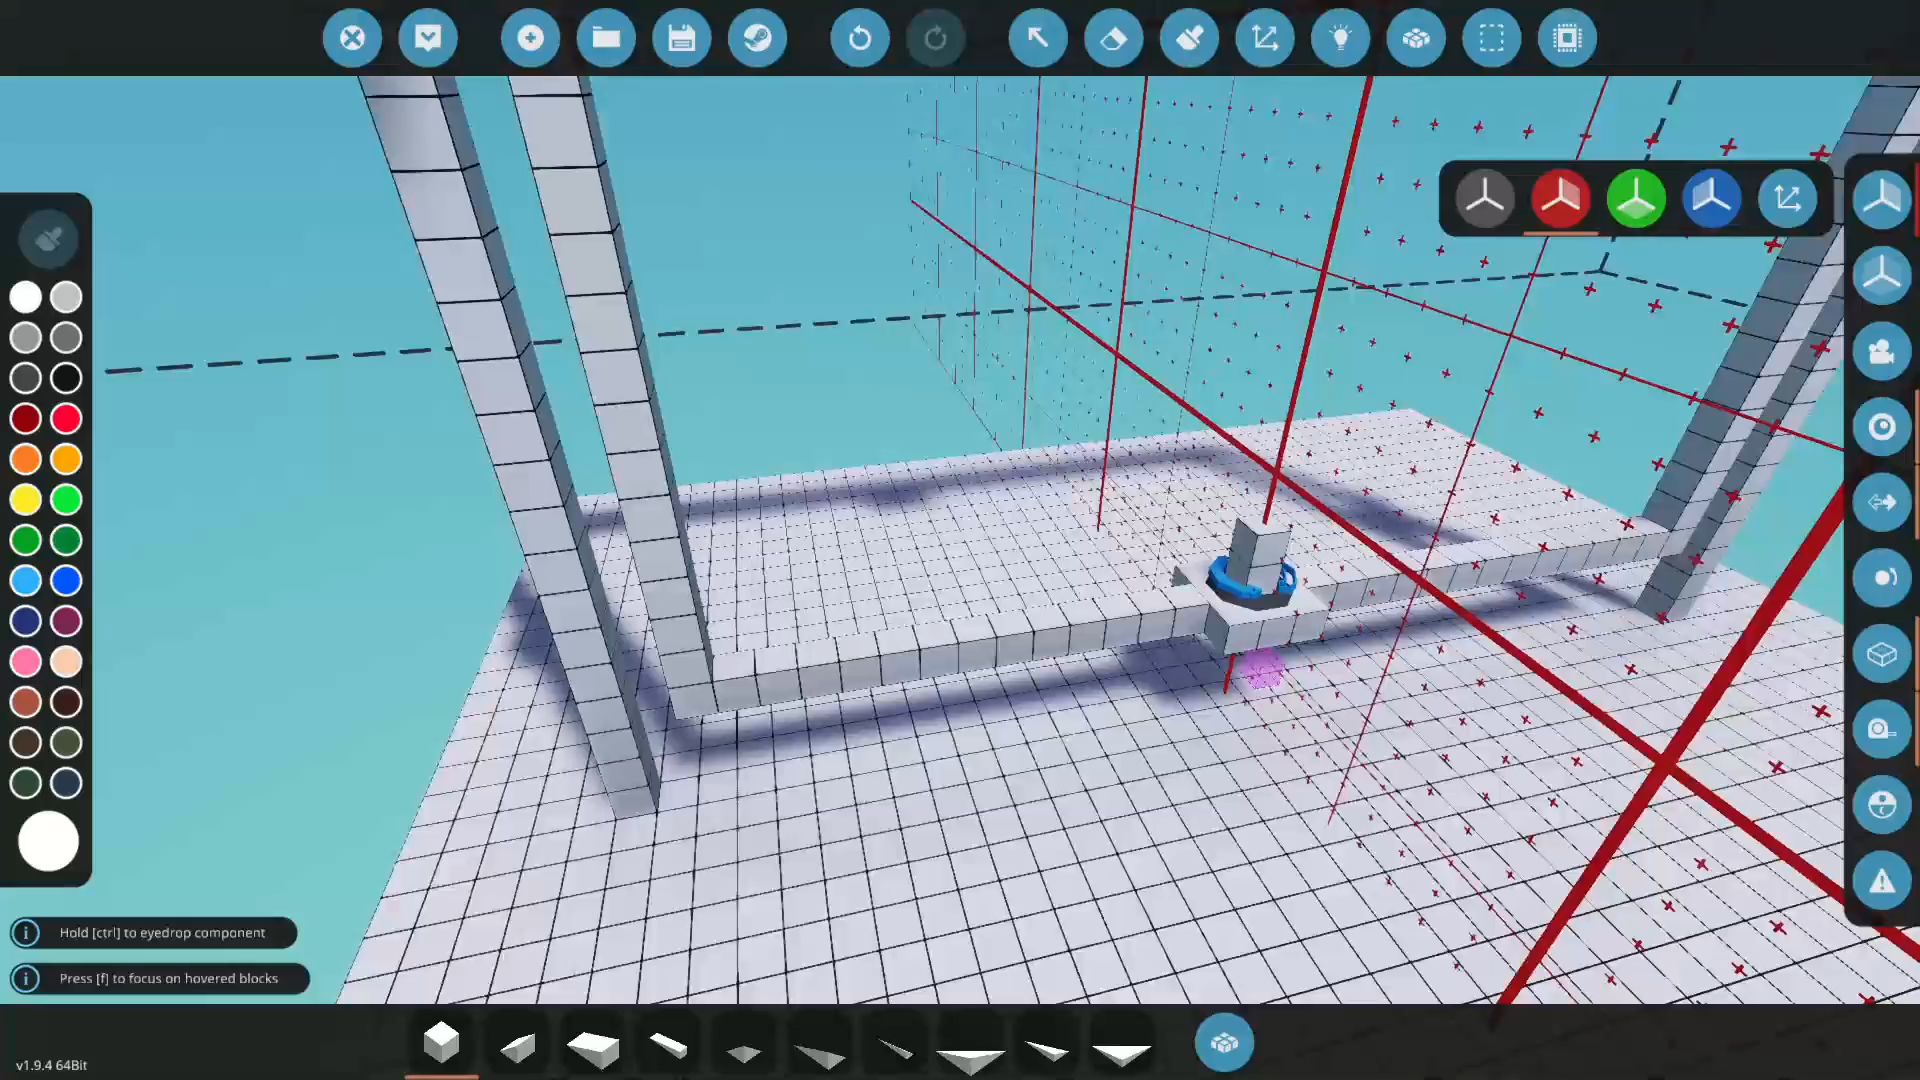 Hold [ctrl] to eyedrop component
Press [f] to focus on hovered blocks
v1.9.4 64Bit